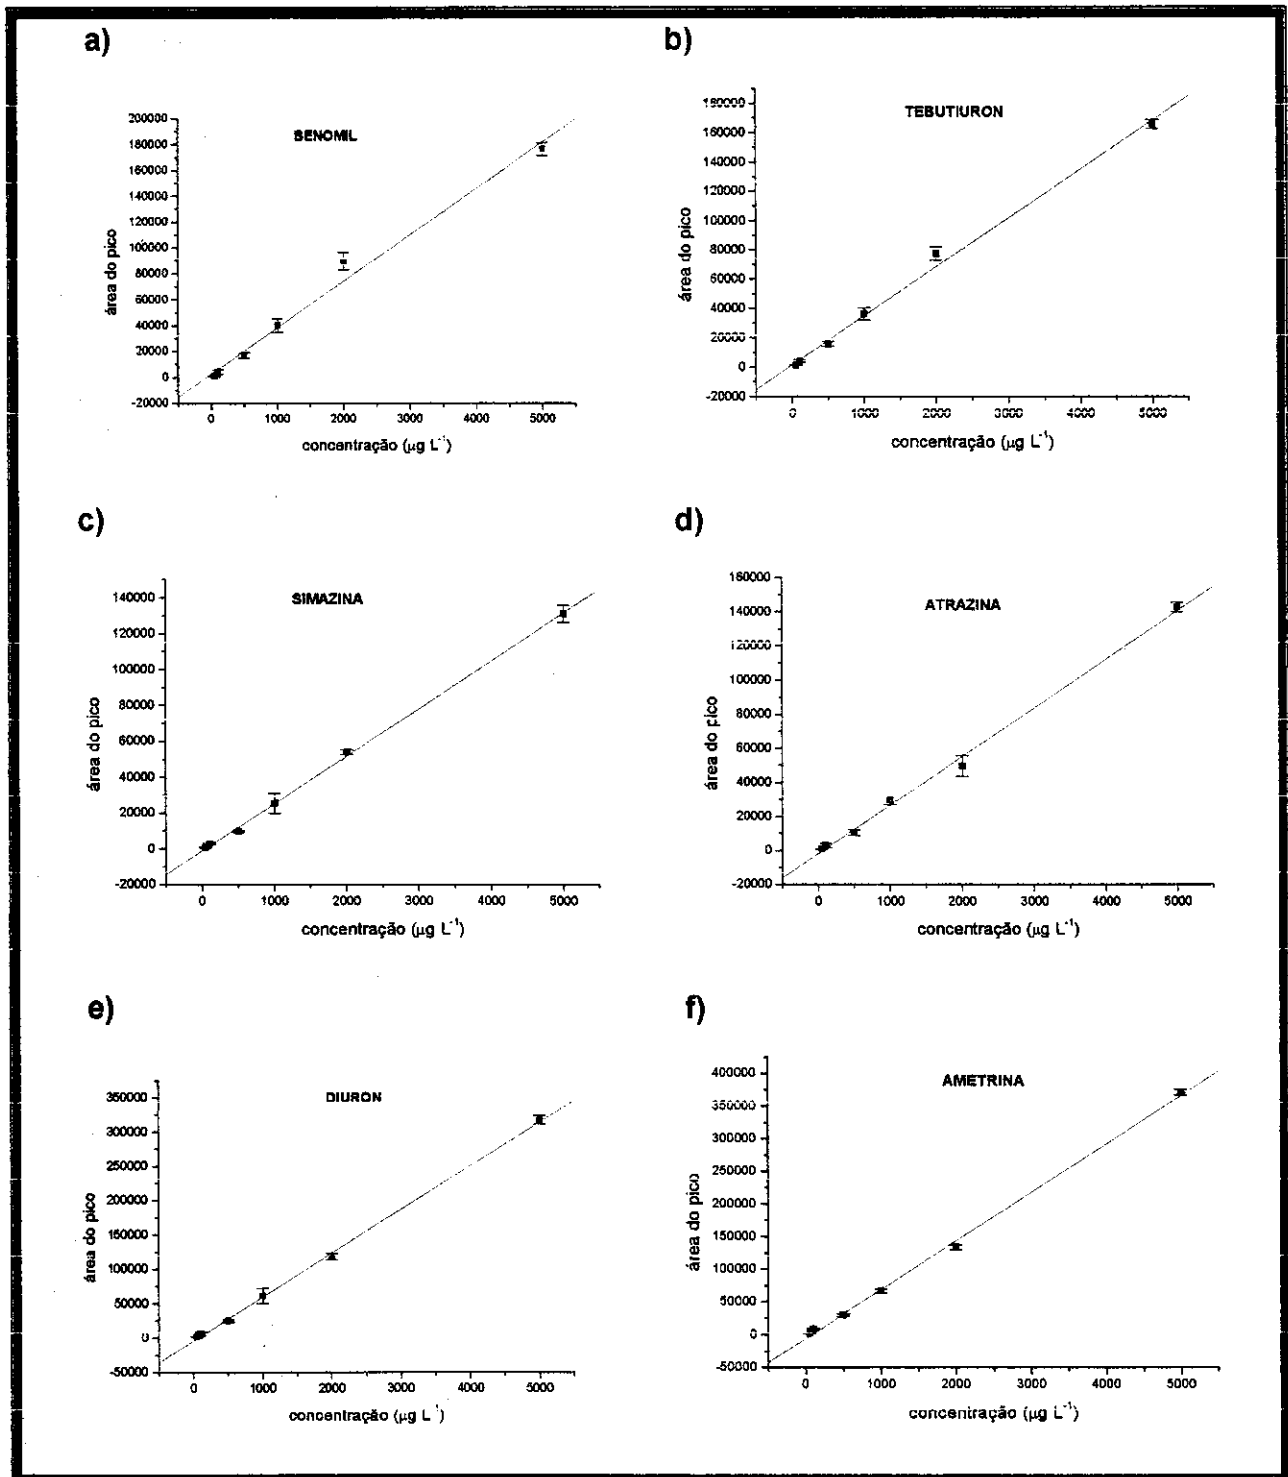 a)
BENOMIL
200000
180000
160000
140000
120000
100000
80000
60000
40000
20000
0
-20000
área do pico
0 1000 2000 3000 4000 5000
concentração (µg L⁻¹)
b)
TEBUTIURON
180000
160000
140000
120000
100000
80000
60000
40000
20000
0
-20000
área do pico
0 1000 2000 3000 4000 5000
concentração (µg L⁻¹)
c)
SIMAZINA
140000
120000
100000
80000
60000
40000
20000
0
-20000
área do pico
0 1000 2000 3000 4000 5000
concentração (µg L⁻¹)
d)
ATRAZINA
160000
140000
120000
100000
80000
60000
40000
20000
0
-20000
área do pico
0 1000 2000 3000 4000 5000
concentração (µg L⁻¹)
e)
DIURON
350000
300000
250000
200000
150000
100000
50000
0
-50000
área do pico
0 1000 2000 3000 4000 5000
concentração (µg L⁻¹)
f)
AMETRINA
400000
350000
300000
250000
200000
150000
100000
50000
0
-50000
área do pico
0 1000 2000 3000 4000 5000
concentração (µg L⁻¹)